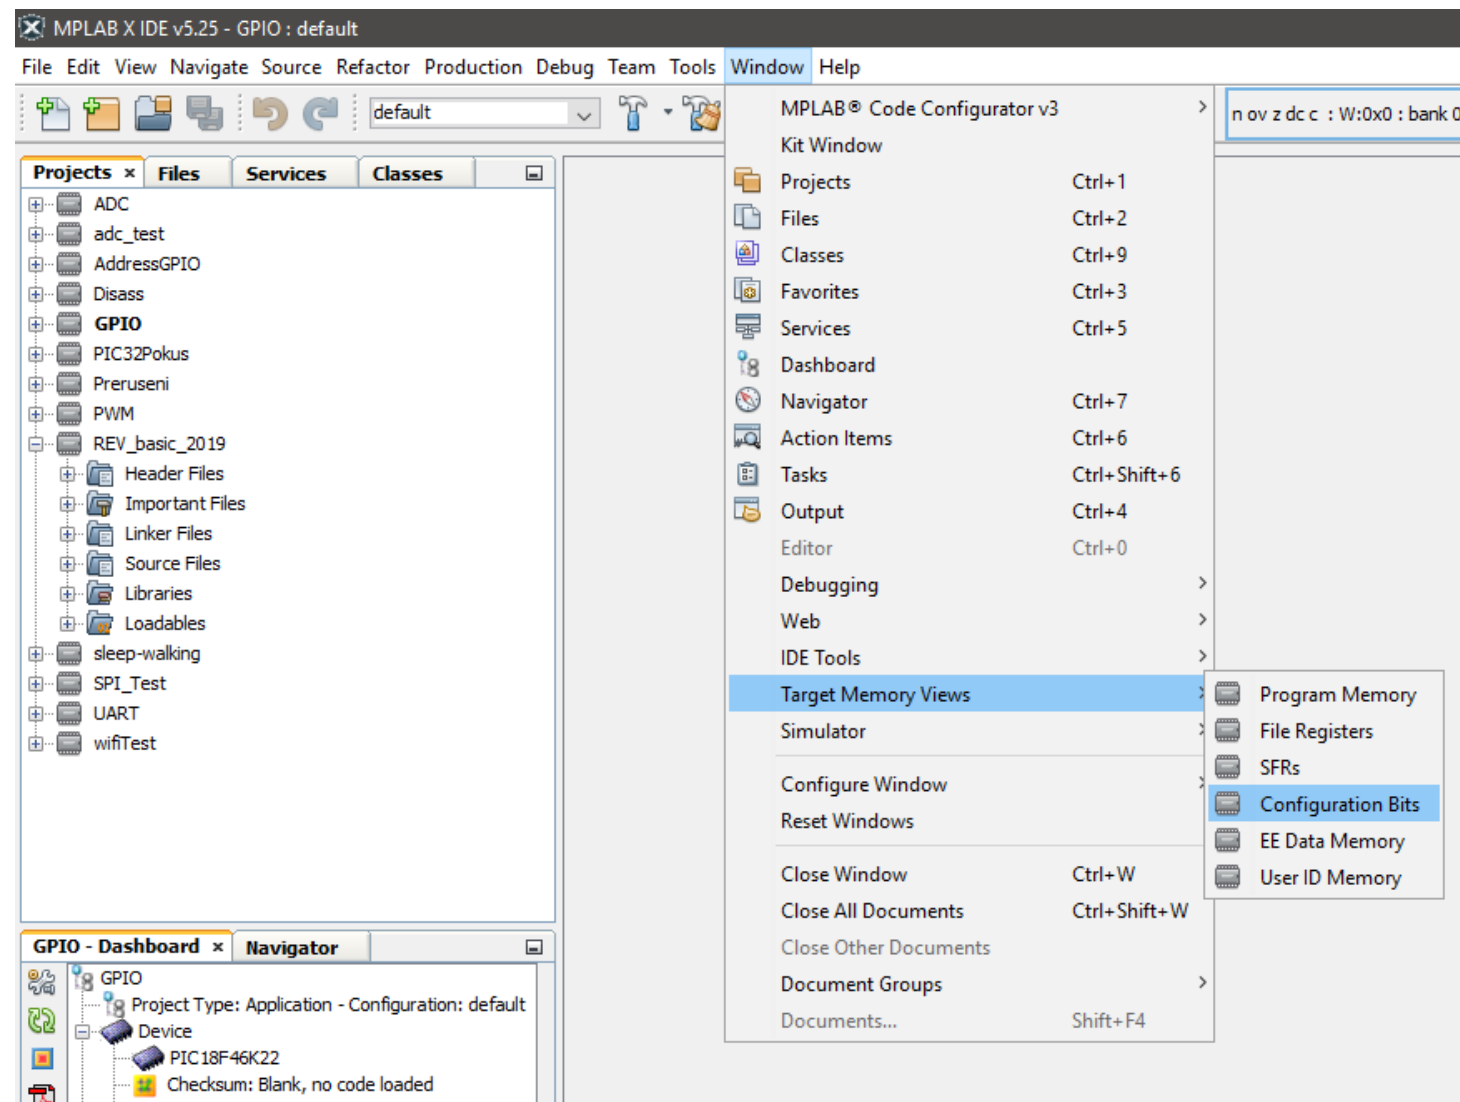 MPLAB X IDE v5.25 - GPIO : default
File Edit View Navigate Source Refactor Production Debug Team Tools Window Help
default
n ov z dc c : W:0x0 : bank 0
Projects × Files Services Classes
ADC
adc_test
AddressGPIO
Disass
GPIO
PIC32Pokus
Preruseni
PWM
REV_basic_2019
Header Files
Important Files
Linker Files
Source Files
Libraries
Loadables
sleep-walking
SPI_Test
UART
wifiTest
MPLAB® Code Configurator v3
Kit Window
Projects Ctrl+1
Files Ctrl+2
Classes Ctrl+9
Favorites Ctrl+3
Services Ctrl+5
Dashboard
Navigator Ctrl+7
Action Items Ctrl+6
Tasks Ctrl+Shift+6
Output Ctrl+4
Editor Ctrl+0
Debugging
Web
IDE Tools
Target Memory Views
Simulator
Configure Window
Reset Windows
Close Window Ctrl+W
Close All Documents Ctrl+Shift+W
Close Other Documents
Document Groups
Documents... Shift+F4
Program Memory
File Registers
SFRs
Configuration Bits
EE Data Memory
User ID Memory
GPIO - Dashboard × Navigator
GPIO
Project Type: Application - Configuration: default
Device
PIC18F46K22
Checksum: Blank, no code loaded